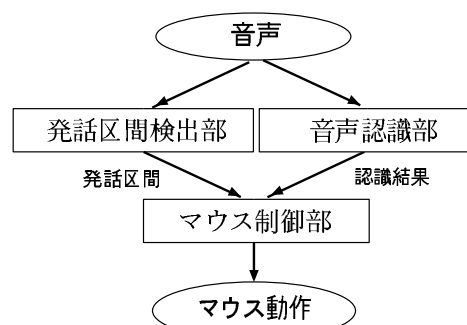 音声
発話区間検出部
音声認識部
発話区間
認識結果
マウス制御部
マウス動作